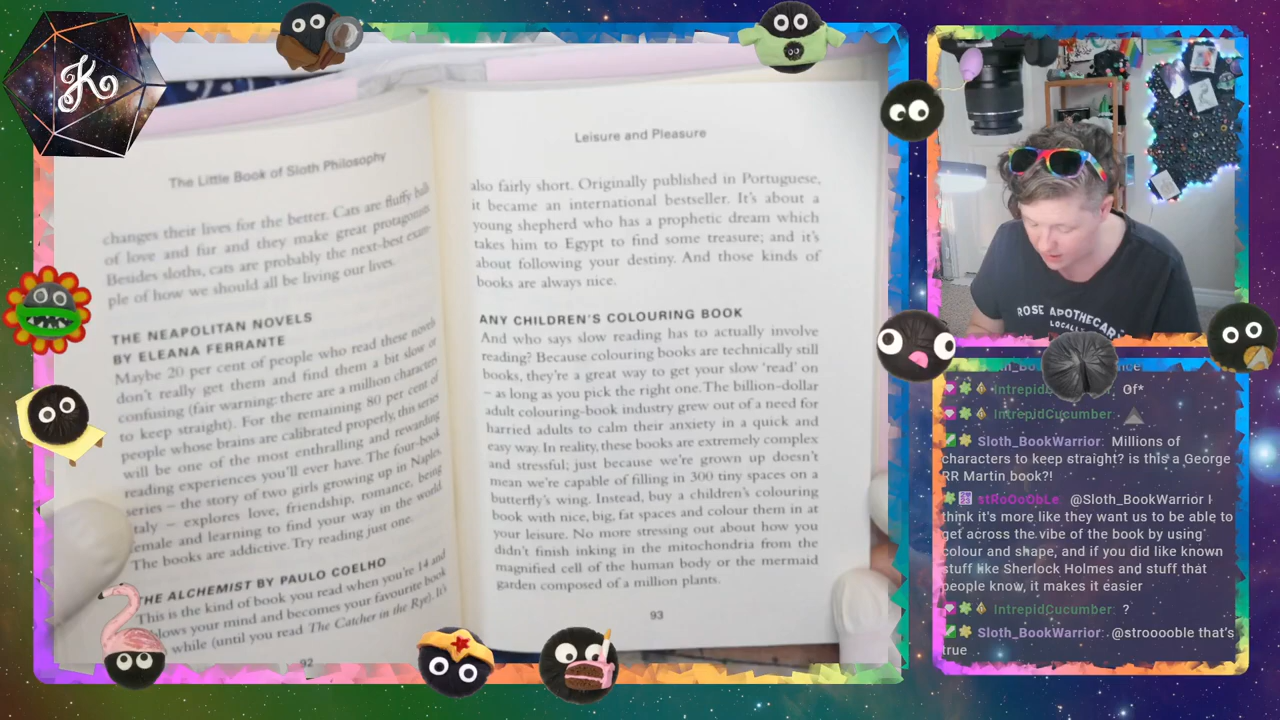 K
The Little Book of Sloth Philosophy
changes their lives for the better. Cats are fluffy balls
of love and fur and they make great protagonists.
Besides sloths, cats are probably the next-best exam-
ple of how we should all be living our lives.
THE NEAPOLITAN NOVELS
BY ELEANA FERRANTE
Maybe 20 per cent of people who read these novels
don't really get them and find them a bit slow or
confusing (fair warning: there are a million characters
to keep straight). For the remaining 80 per cent of
people whose brains are calibrated properly, this series
will be one of the most enthralling and rewarding
reading experiences you'll ever have. The four-book
series – the story of two girls growing up in Naples,
Italy – explores love, friendship, romance, being
female and learning to find your way in the world.
The books are addictive. Try reading just one.
THE ALCHEMIST BY PAULO COELHO
This is the kind of book you read when you're 14 and
blows your mind and becomes your favourite book
while (until you read The Catcher in the Rye). It's
92
Leisure and Pleasure
also fairly short. Originally published in Portuguese,
it became an international bestseller. It's about a
young shepherd who has a prophetic dream which
takes him to Egypt to find some treasure; and it's
about following your destiny. And those kinds of
books are always nice.
ANY CHILDREN'S COLOURING BOOK
And who says slow reading has to actually involve
reading? Because colouring books are technically still
books, they're a great way to get your slow 'read' on
– as long as you pick the right one. The billion-dollar
adult colouring-book industry grew out of a need for
harried adults to calm their anxiety in a quick and
easy way. In reality, these books are extremely complex
and stressful; just because we're grown up doesn't
mean we're capable of filling in 300 tiny spaces on a
butterfly's wing. Instead, buy a children's colouring
book with nice, big, fat spaces and colour them in at
your leisure. No more stressing out about how you
didn't finish inking in the mitochondria from the
magnified cell of the human body or the mermaid
garden composed of a million plants.
93
ROSE APOTHECARY
LOCALLY
IntrepidC Of*
IntrepidCucumber
Sloth_BookWarrior: Millions of
characters to keep straight? is this a George
RR Martin book?!
stRoOoObLe @Sloth_BookWarrior I
think it's more like they want us to be able to
get across the vibe of the book by using
colour and shape, and if you did like known
stuff like Sherlock Holmes and stuff that
people know, it makes it easier
IntrepidCucumber: ?
Sloth_BookWarrior: @strooooble that's
true